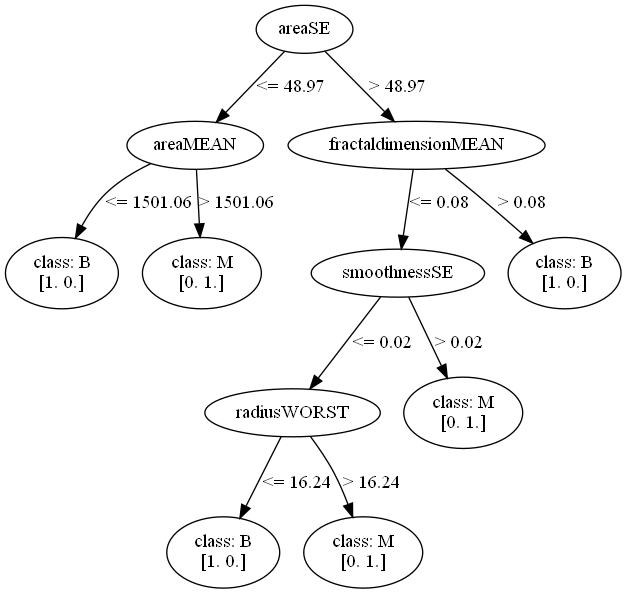 areaSE
<= 48.97
> 48.97
areaMEAN
fractaldimensionMEAN
<= 1501.06
> 1501.06
<= 0.08
> 0.08
class: B
[1. 0.]
class: M
[0. 1.]
smoothnessSE
class: B
[1. 0.]
<= 0.02
> 0.02
radiusWORST
class: M
[0. 1.]
<= 16.24
> 16.24
class: B
[1. 0.]
class: M
[0. 1.]